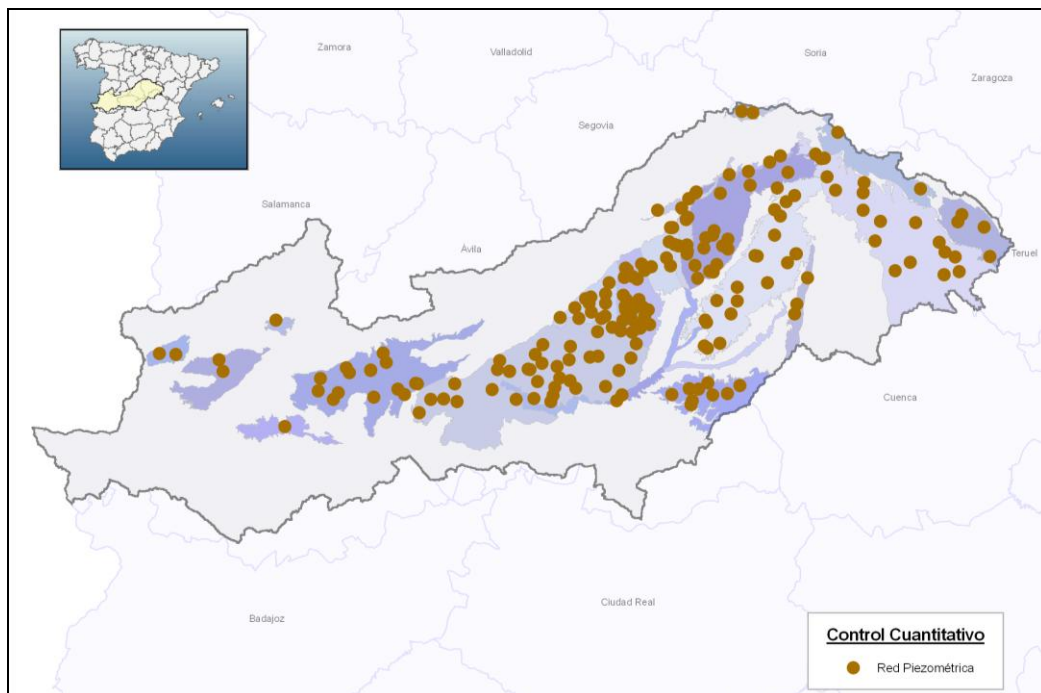 Zamora
Valladolid
Soria
Zaragoza
Segovia
Salamanca
Ávila
Teruel
Cuenca
Ciudad Real
Badajoz
Control Cuantitativo
Red Piezométrica